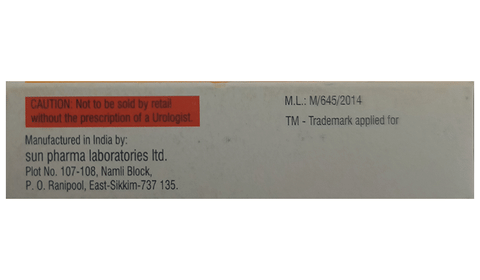 CAUTION: Not to be sold by retail
without the prescription of a Urologist.
Manufactured in India by:
sun pharma laboratories ltd.
Plot No. 107-108, Namli Block,
P. O. Ranipool, East-Sikkim-737 135.
M.L.: M/645/2014
TM - Trademark applied for